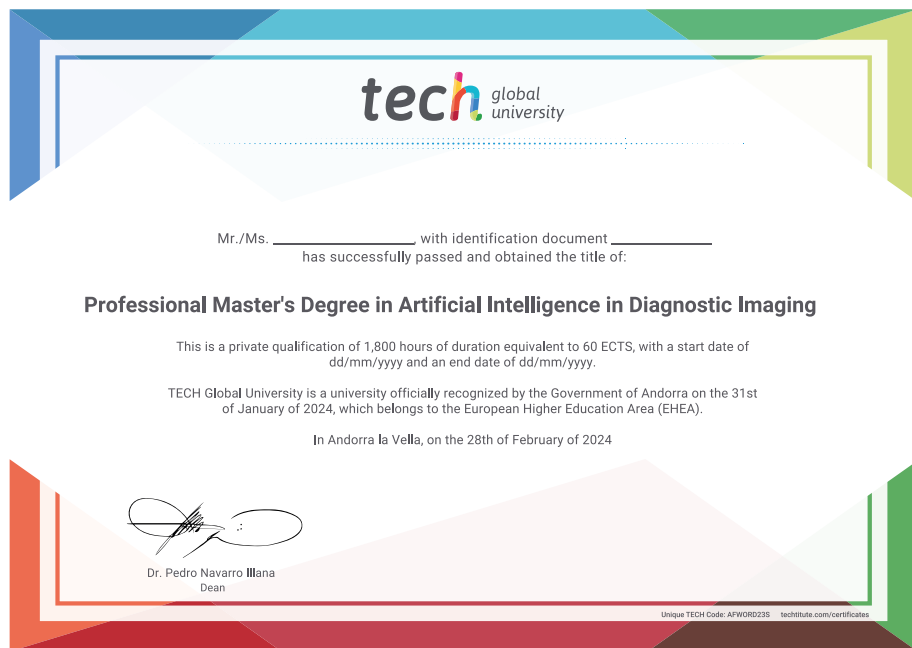 tech global university
Mr./Ms. ____________________, with identification document ______________
has successfully passed and obtained the title of:
Professional Master's Degree in Artificial Intelligence in Diagnostic Imaging
This is a private qualification of 1,800 hours of duration equivalent to 60 ECTS, with a start date of
dd/mm/yyyy and an end date of dd/mm/yyyy.
TECH Global University is a university officially recognized by the Government of Andorra on the 31st
of January of 2024, which belongs to the European Higher Education Area (EHEA).
In Andorra la Vella, on the 28th of February of 2024
Dr. Pedro Navarro Illana
Dean
Unique TECH Code: AFWORD23S techtitute.com/certificates